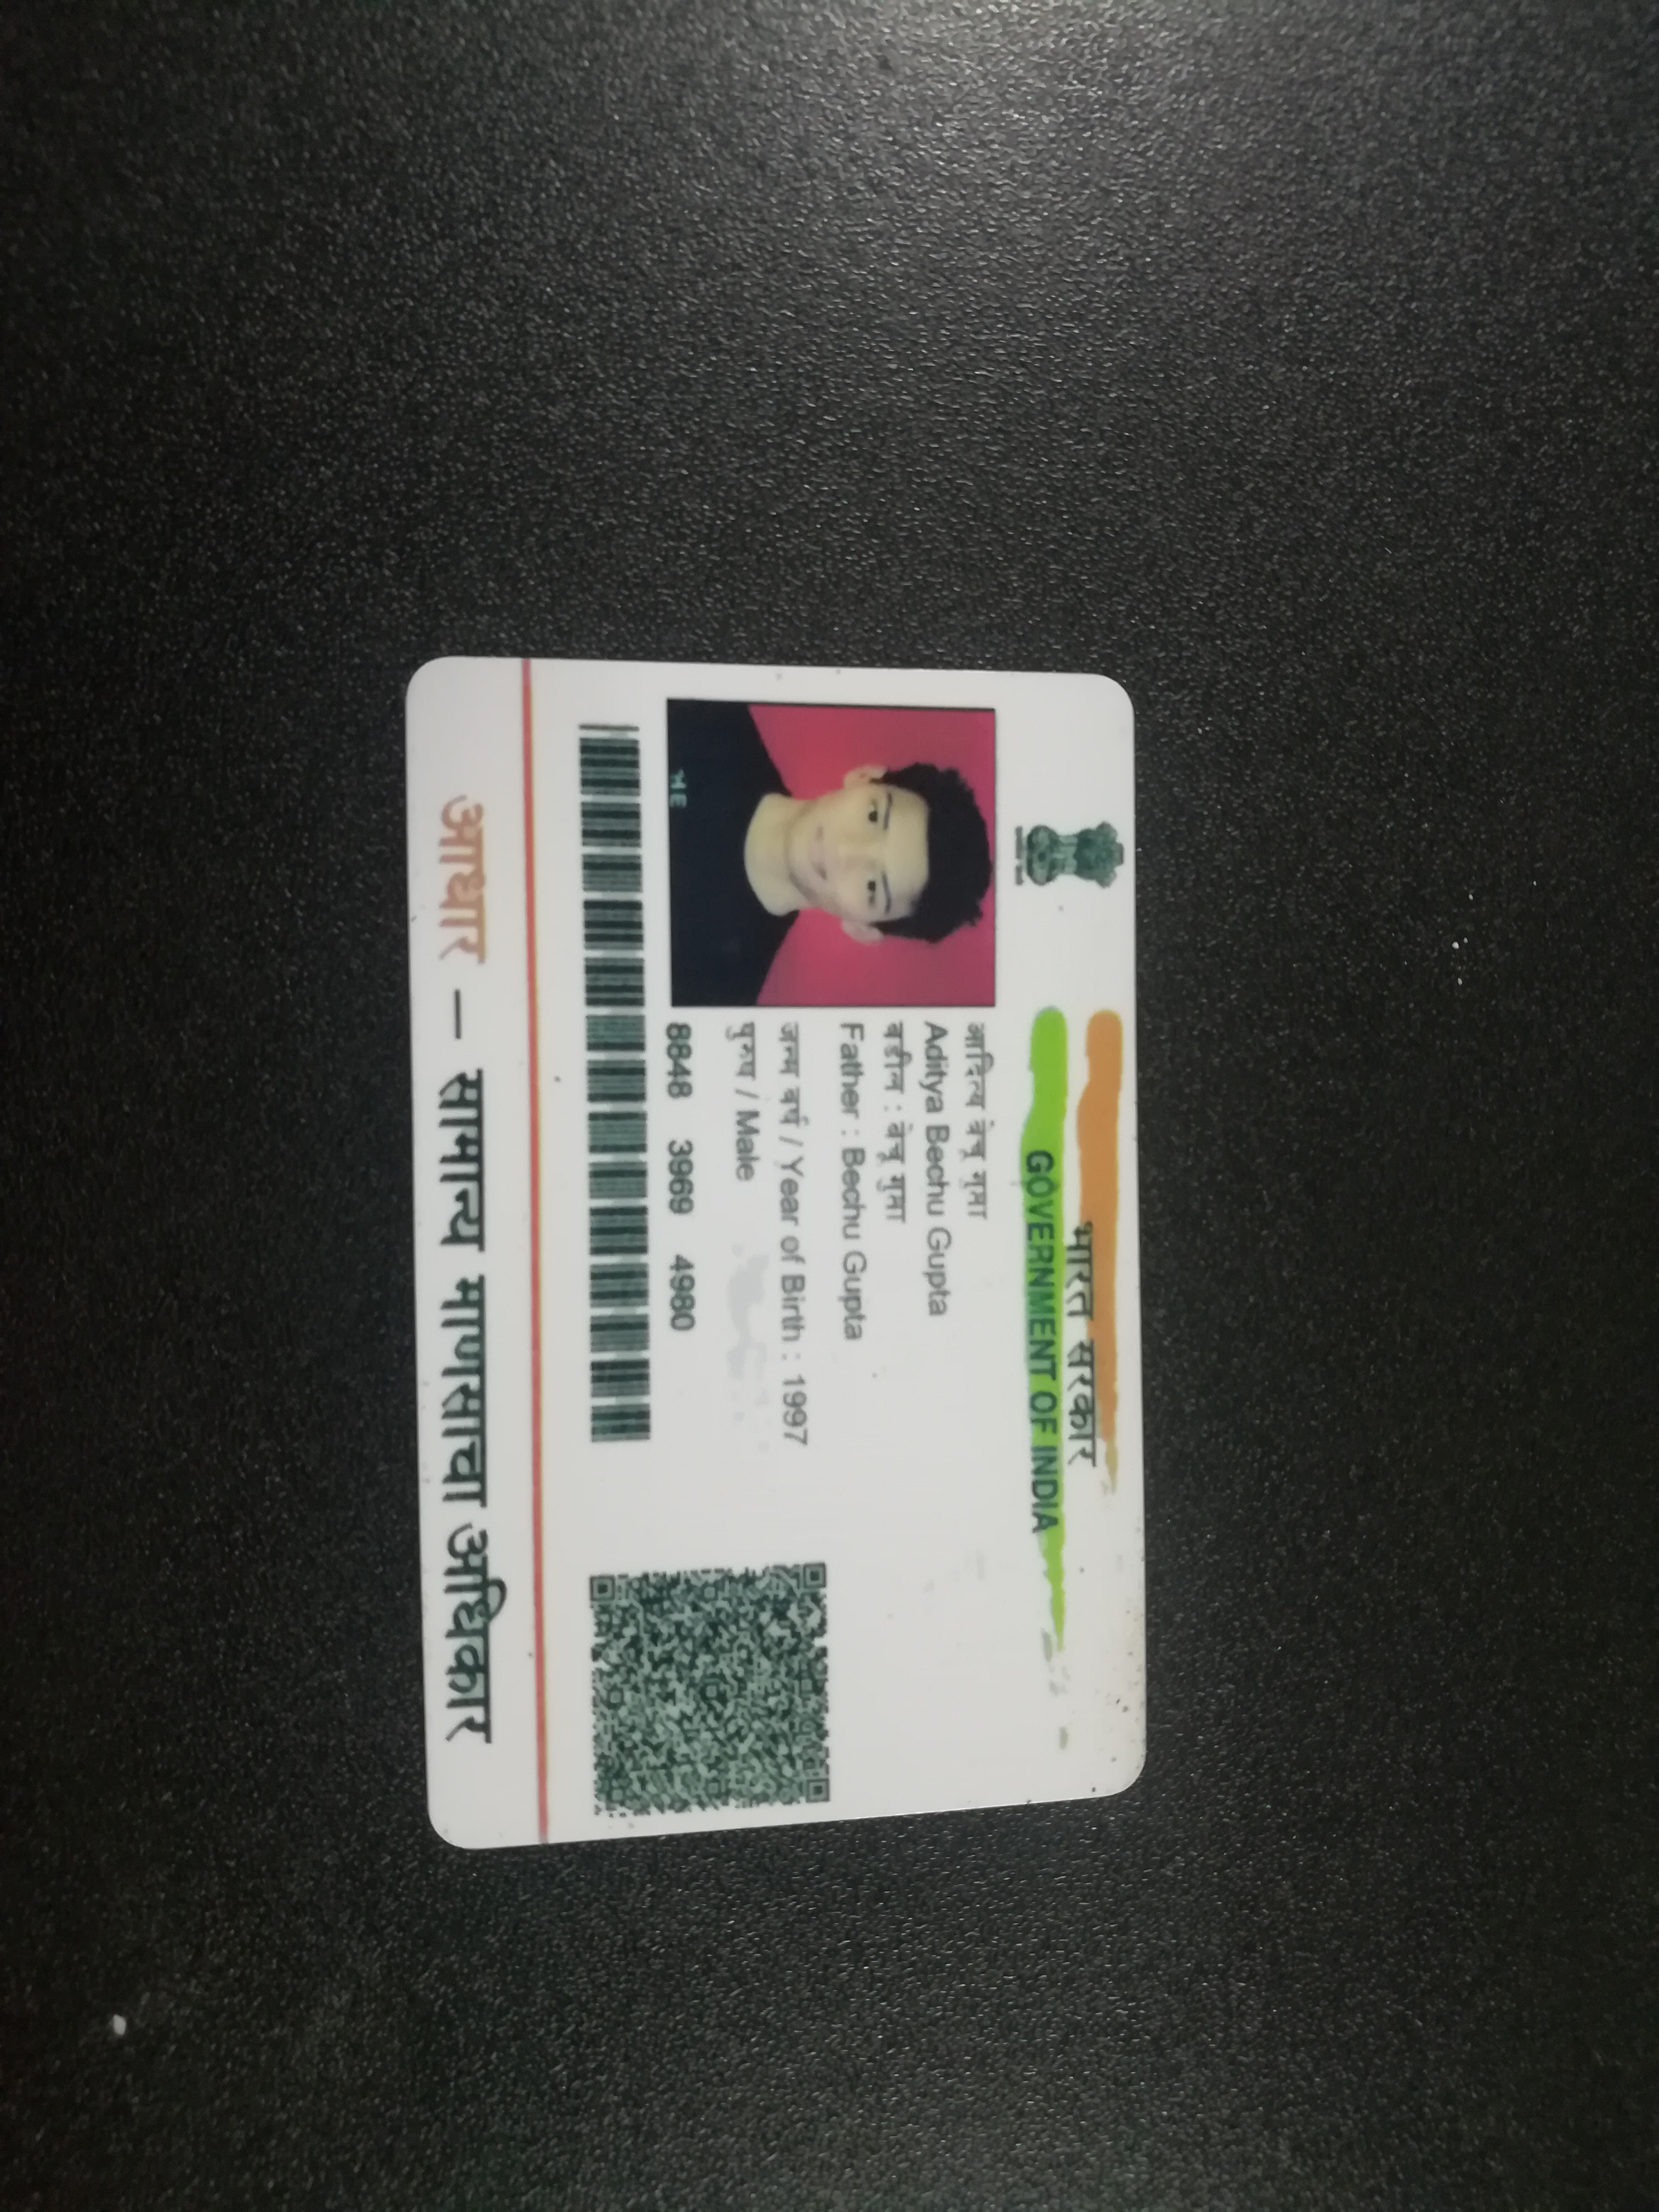 भारत सरकार
GOVERNMENT OF INDIA
आदित्य बेचू गुप्ता
Aditya Bechu Gupta
वडील : बेचू गुप्ता
Father : Bechu Gupta
जन्म वर्ष / Year of Birth : 1997
पुरुष / Male
8848 3969 4980
आधार — सामान्य माणसाचा अधिकार